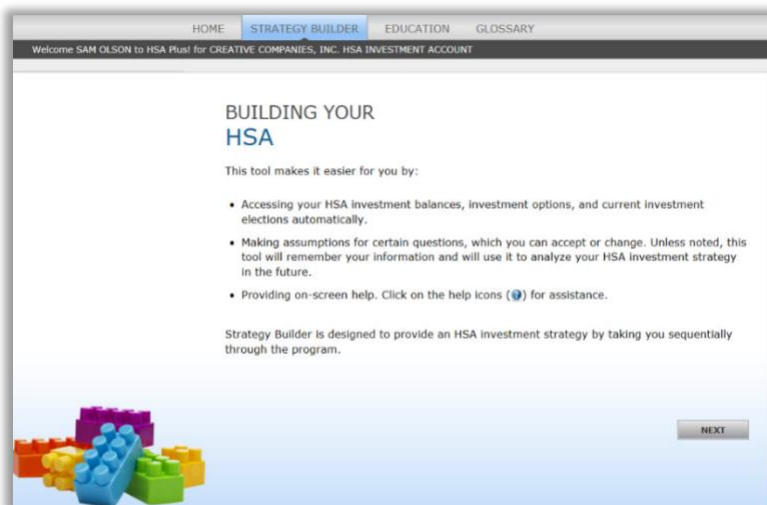 HOME STRATEGY BUILDER EDUCATION GLOSSARY
Welcome SAM OLSON to HSA Plus! for CREATIVE COMPANIES, INC. HSA INVESTMENT ACCOUNT
BUILDING YOUR
HSA
This tool makes it easier for you by:
• Accessing your HSA investment balances, investment options, and current investment
elections automatically.
• Making assumptions for certain questions, which you can accept or change. Unless noted, this
tool will remember your information and will use it to analyze your HSA investment strategy
in the future.
• Providing on-screen help. Click on the help icons (?) for assistance.
Strategy Builder is designed to provide an HSA investment strategy by taking you sequentially
through the program.
NEXT